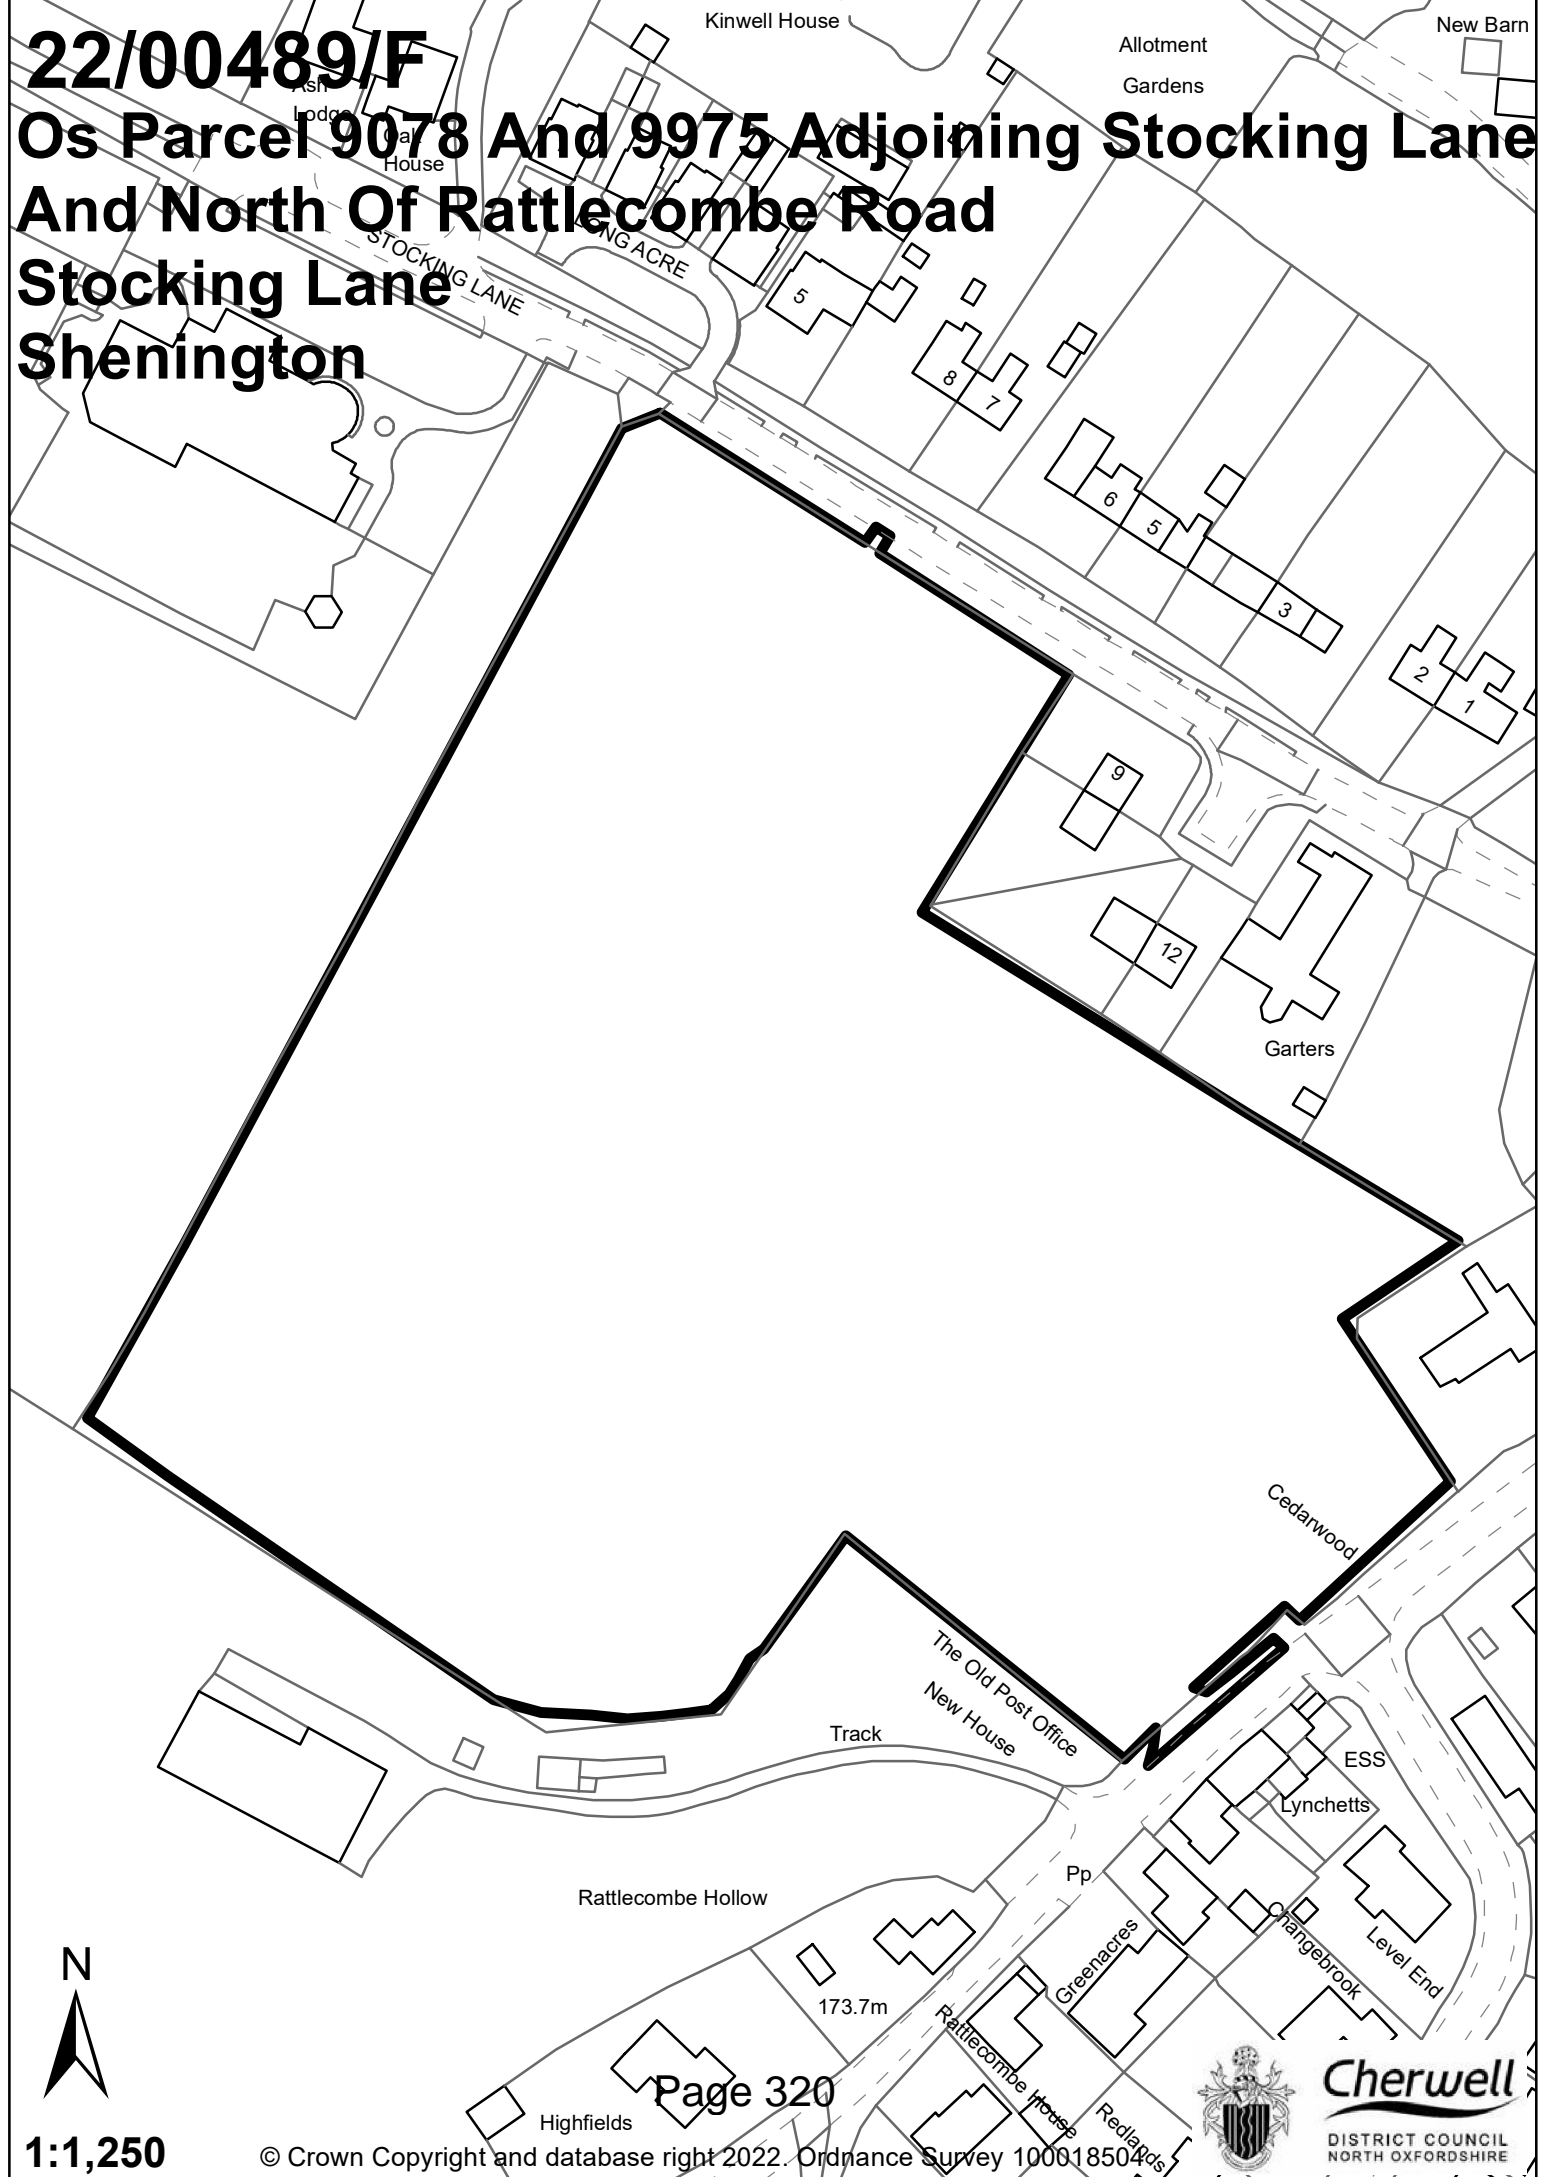 22/00489/F
Os Parcel 9078 And 9975 Adjoining Stocking Lane
And North Of Rattlecombe Road
Stocking Lane
Shenington
Kinwell House
Allotment
Gardens
New Barn
Ash
Lodge
Oak
House
STOCKING LANE
LONG ACRE
5
8
7
6
5
3
2
1
9
12
Garters
Cedarwood
The Old Post Office
New House
Track
ESS
Lynchetts
Pp
Rattlecombe Hollow
Changebrook
Level End
Greenacres
173.7m
Rattlecombe House
Redlands
Highfields
N
Page 320
1:1,250
© Crown Copyright and database right 2022. Ordnance Survey 100018504
Cherwell
DISTRICT COUNCIL
NORTH OXFORDSHIRE